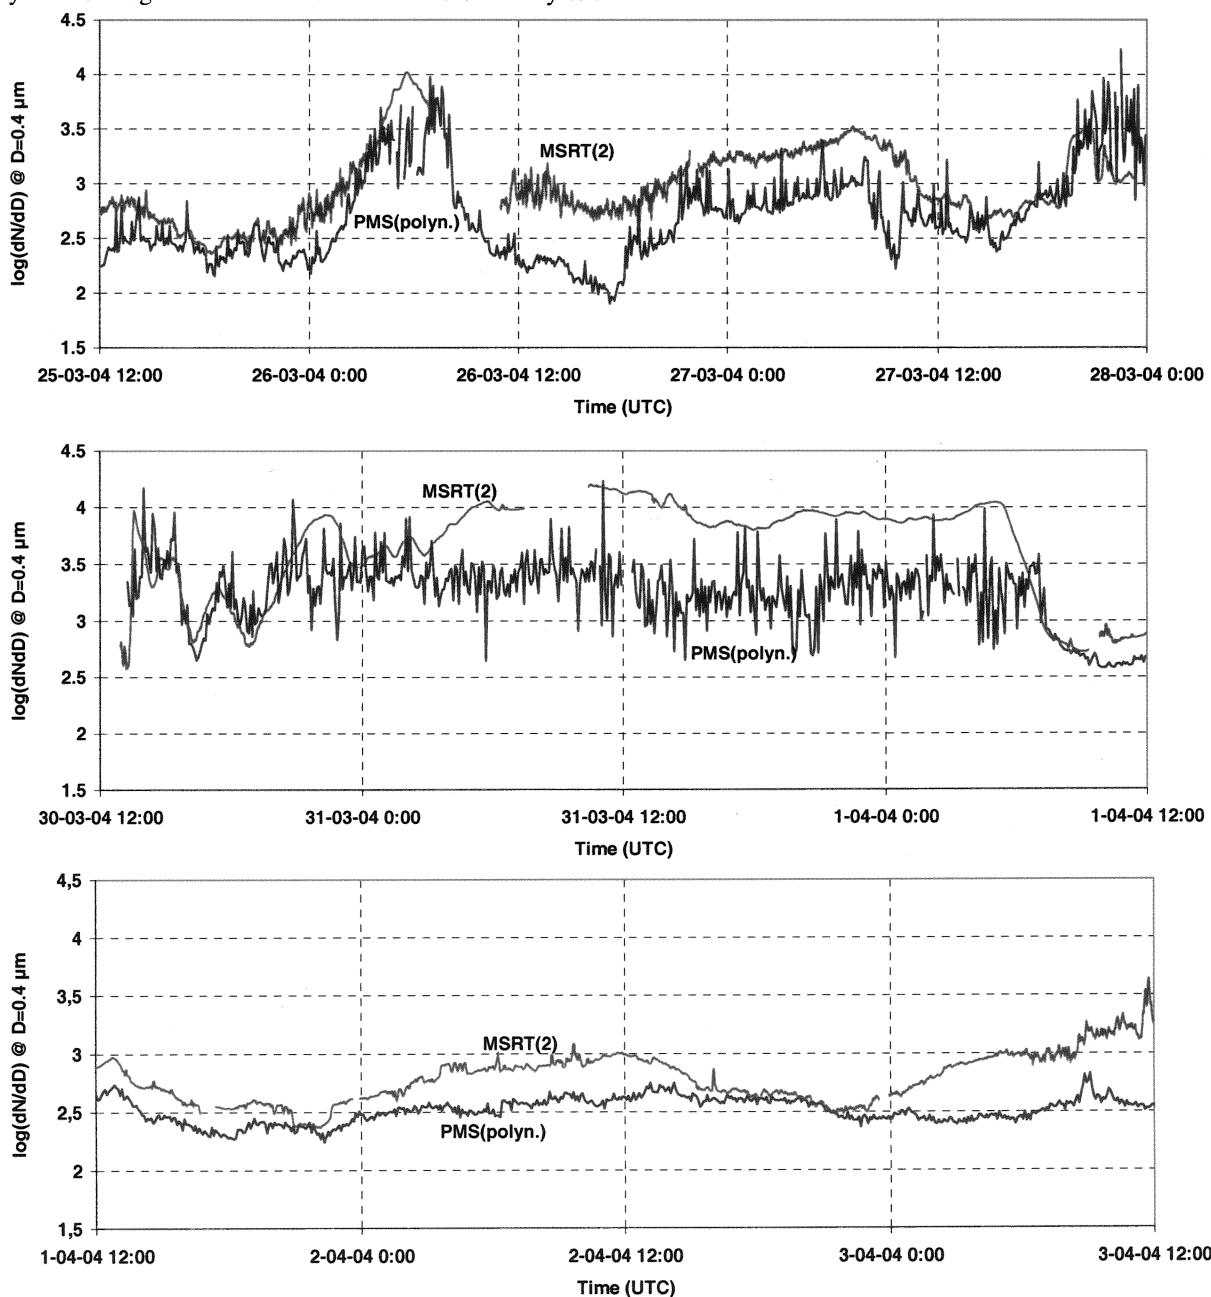 4.5
4
3.5
3
2.5
2
1.5
log(dN/dD) @ D=0.4 µm
MSRT(2)
PMS(polyn.)
25-03-04 12:00 26-03-04 0:00 26-03-04 12:00 27-03-04 0:00 27-03-04 12:00 28-03-04 0:00
Time (UTC)
4.5
4
3.5
3
2.5
2
1.5
log(dNdD) @ D=0.4 µm
MSRT(2)
PMS(polyn.)
30-03-04 12:00 31-03-04 0:00 31-03-04 12:00 1-04-04 0:00 1-04-04 12:00
Time (UTC)
4,5
4
3,5
3
2,5
2
1,5
log(dN/dD) @ D=0.4 µm
MSRT(2)
PMS(polyn.)
1-04-04 12:00 2-04-04 0:00 2-04-04 12:00 3-04-04 0:00 3-04-04 12:00
Time (UTC)